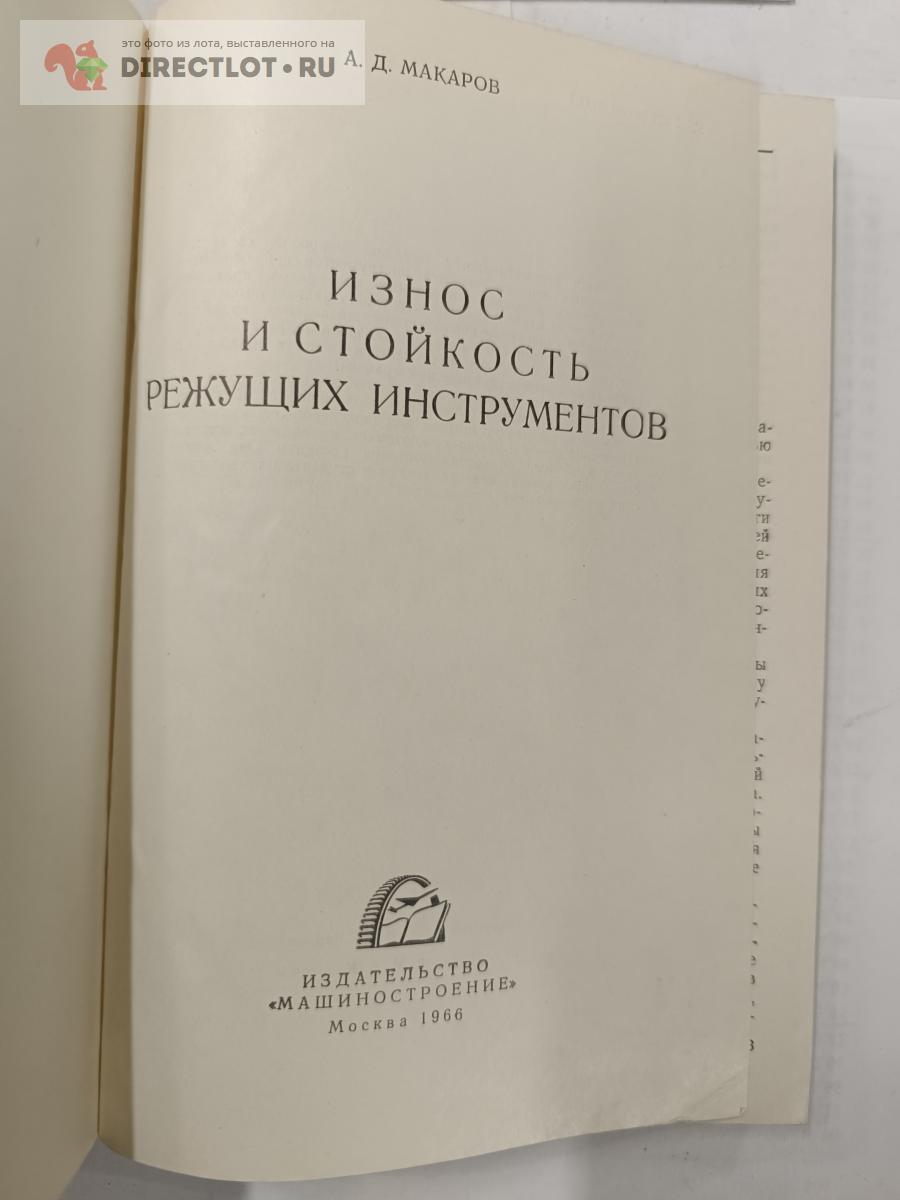 это фото из лота, выставленного на
DIRECTLOT.RU
А. Д. МАКАРОВ
ИЗНОС
И СТОЙКОСТЬ
РЕЖУЩИХ ИНСТРУМЕНТОВ
ИЗДАТЕЛЬСТВО
«МАШИНОСТРОЕНИЕ»
Москва 1966